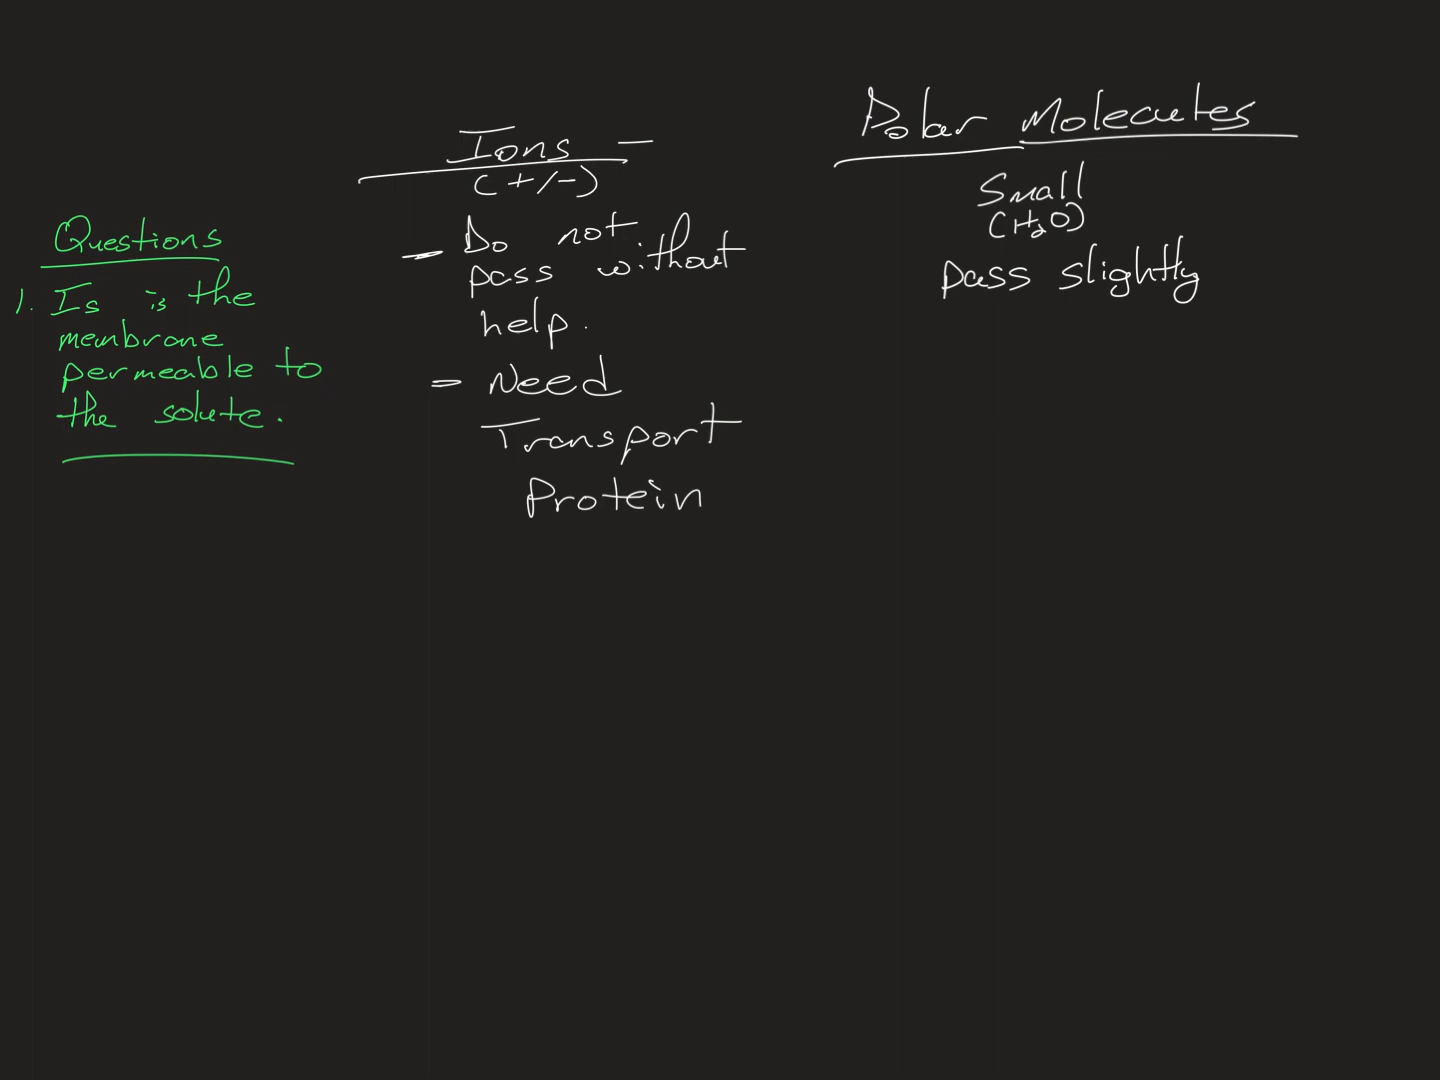 Questions
1. Is is the
membrane
permeable to
the solute.
Ions -
(+/-)
- Do not
pass without
help.
- Need
Transport
Protein
Polar Molecules
Small
(H₂O)
pass slightly